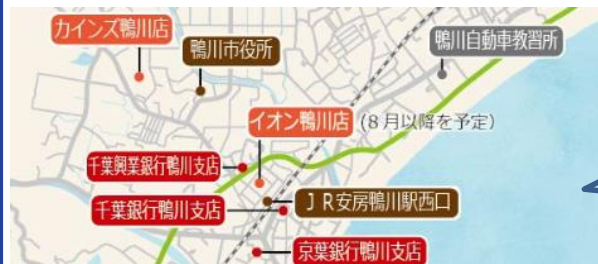 カインズ鴨川店
鴨川市役所
鴨川自動車教習所
イオン鴨川店 (8月以降を予定)
千葉興業銀行鴨川支店
千葉銀行鴨川支店
JR安房鴨川駅西口
京葉銀行鴨川支店